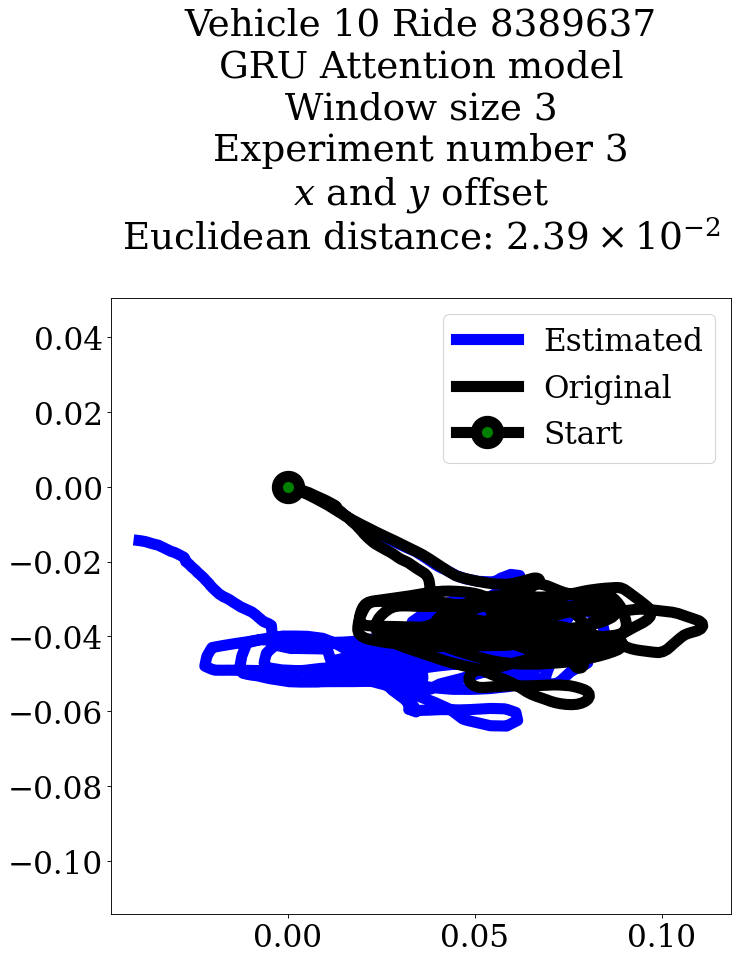 Vehicle 10 Ride 8389637
GRU Attention model
Window size 3
Experiment number 3
x and y offset
Euclidean distance: 2.39 × 10⁻²
Estimated
Original
Start
0.04
0.02
0.00
−0.02
−0.04
−0.06
−0.08
−0.10
0.00 0.05 0.10